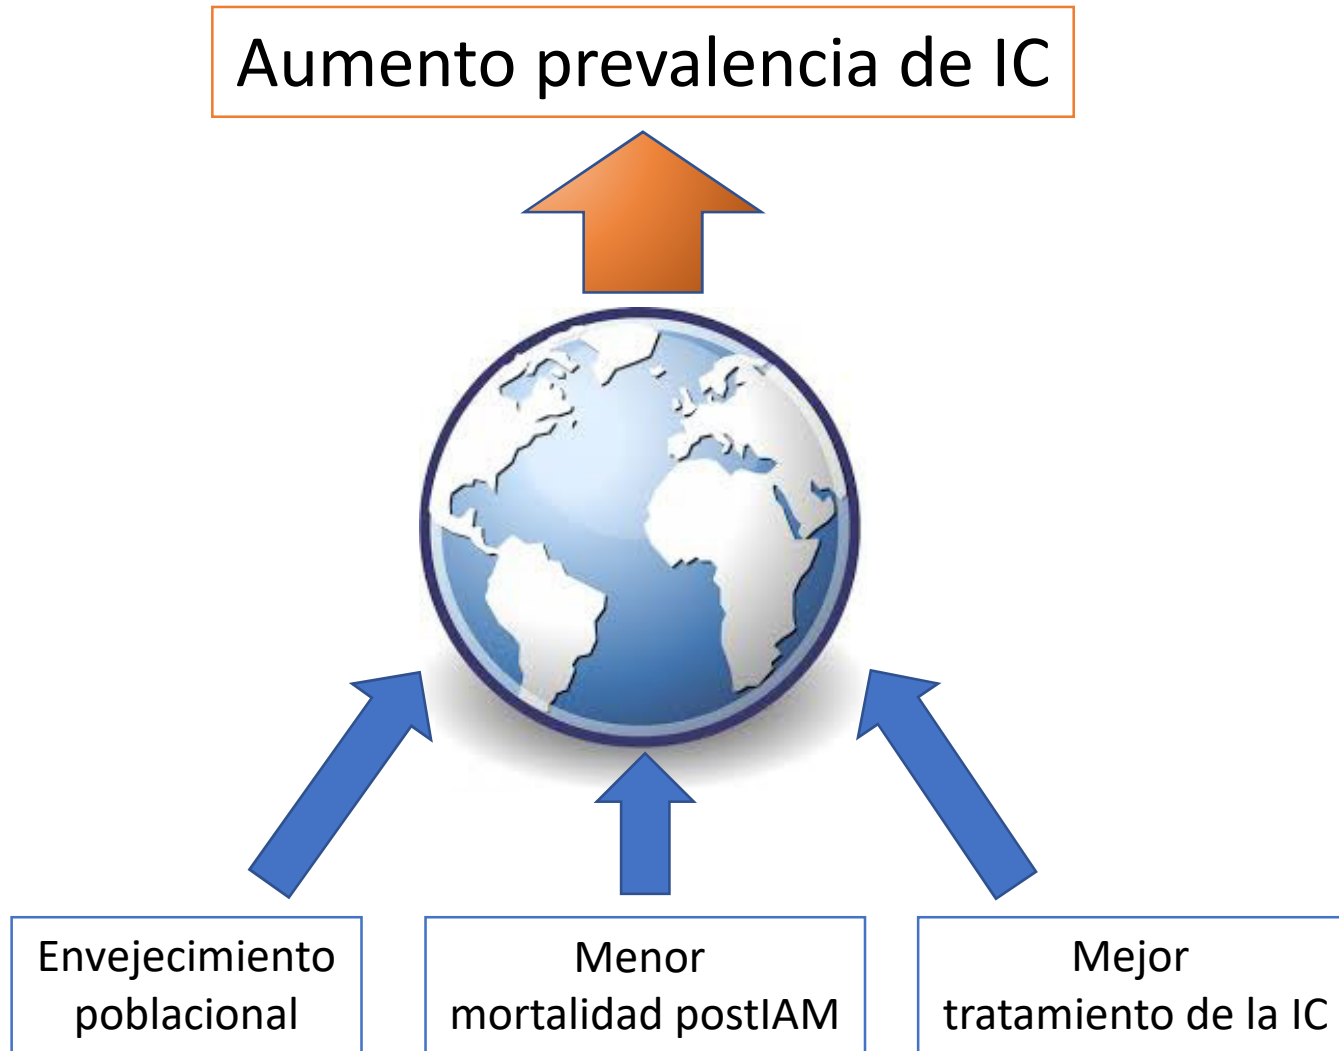 Aumento prevalencia de IC
Envejecimiento
poblacional
Menor
mortalidad postIAM
Mejor
tratamiento de la IC